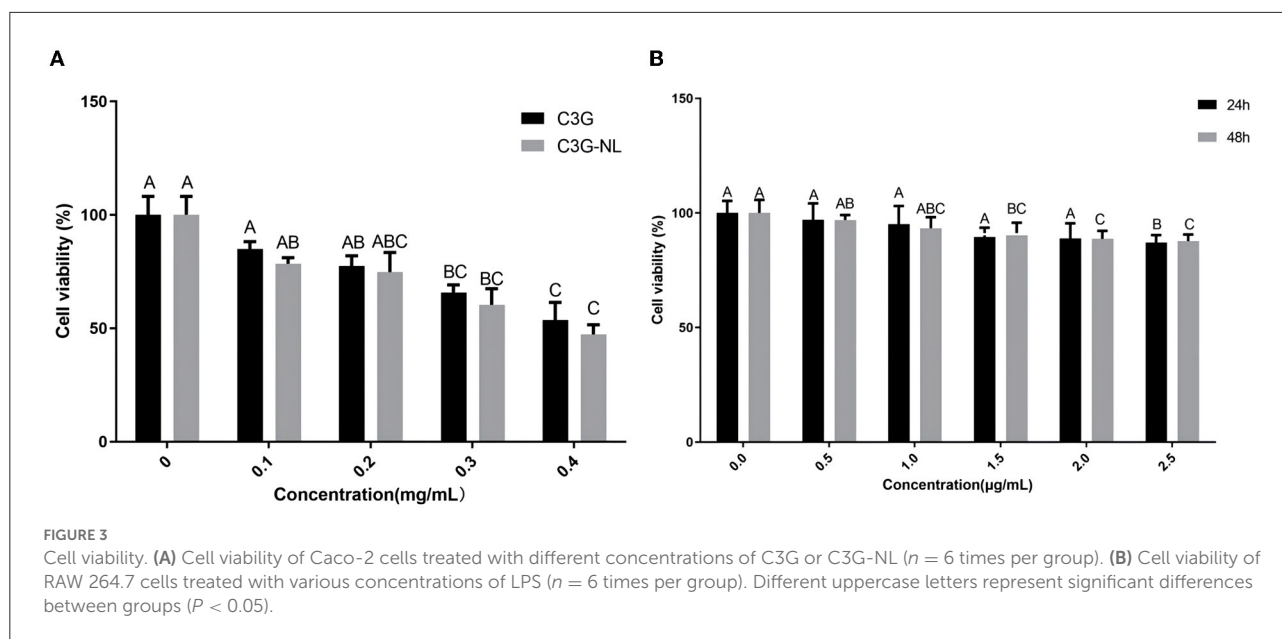 A
150
100
50
0
Cell viability (%)
C3G
C3G-NL
A A
A AB
AB ABC
BC BC
C C
0 0.1 0.2 0.3 0.4
Concentration(mg/mL)
B
150
100
50
0
Cell viability (%)
24h
48h
A A
A AB
A ABC
A BC
A C
B C
0.0 0.5 1.0 1.5 2.0 2.5
Concentration(μg/mL)
FIGURE 3
Cell viability. (A) Cell viability of Caco-2 cells treated with different concentrations of C3G or C3G-NL (n = 6 times per group). (B) Cell viability of
RAW 264.7 cells treated with various concentrations of LPS (n = 6 times per group). Different uppercase letters represent significant differences
between groups (P < 0.05).